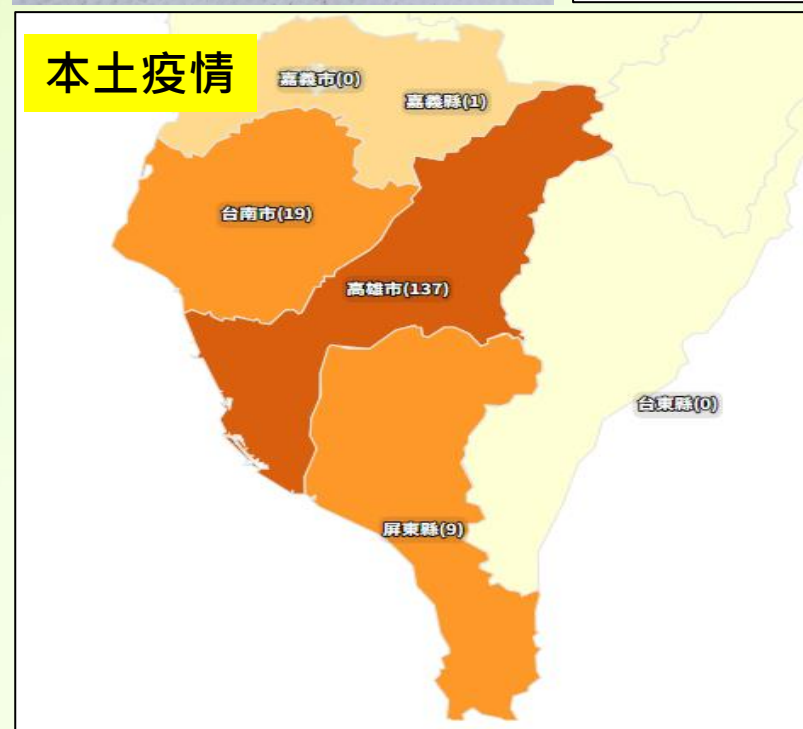 本土疫情
嘉義市(0)
嘉義縣(1)
台南市(19)
高雄市(137)
台東縣(0)
屏東縣(9)